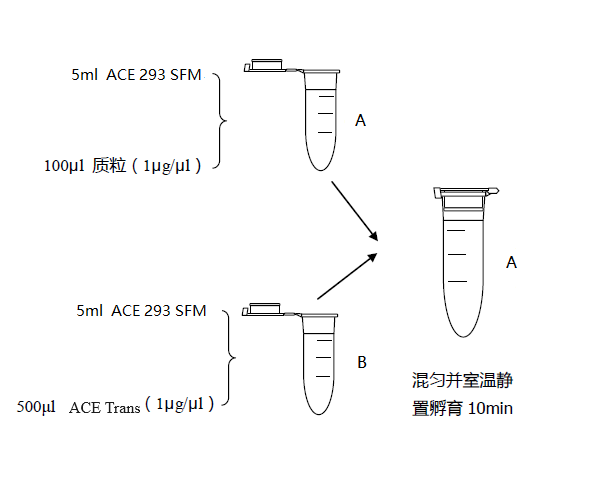 5ml ACE 293 SFM
A
100μl 质粒（1μg/μl）
A
5ml ACE 293 SFM
B
500μl ACE Trans（1μg/μl）
混匀并室温静
置孵育 10min